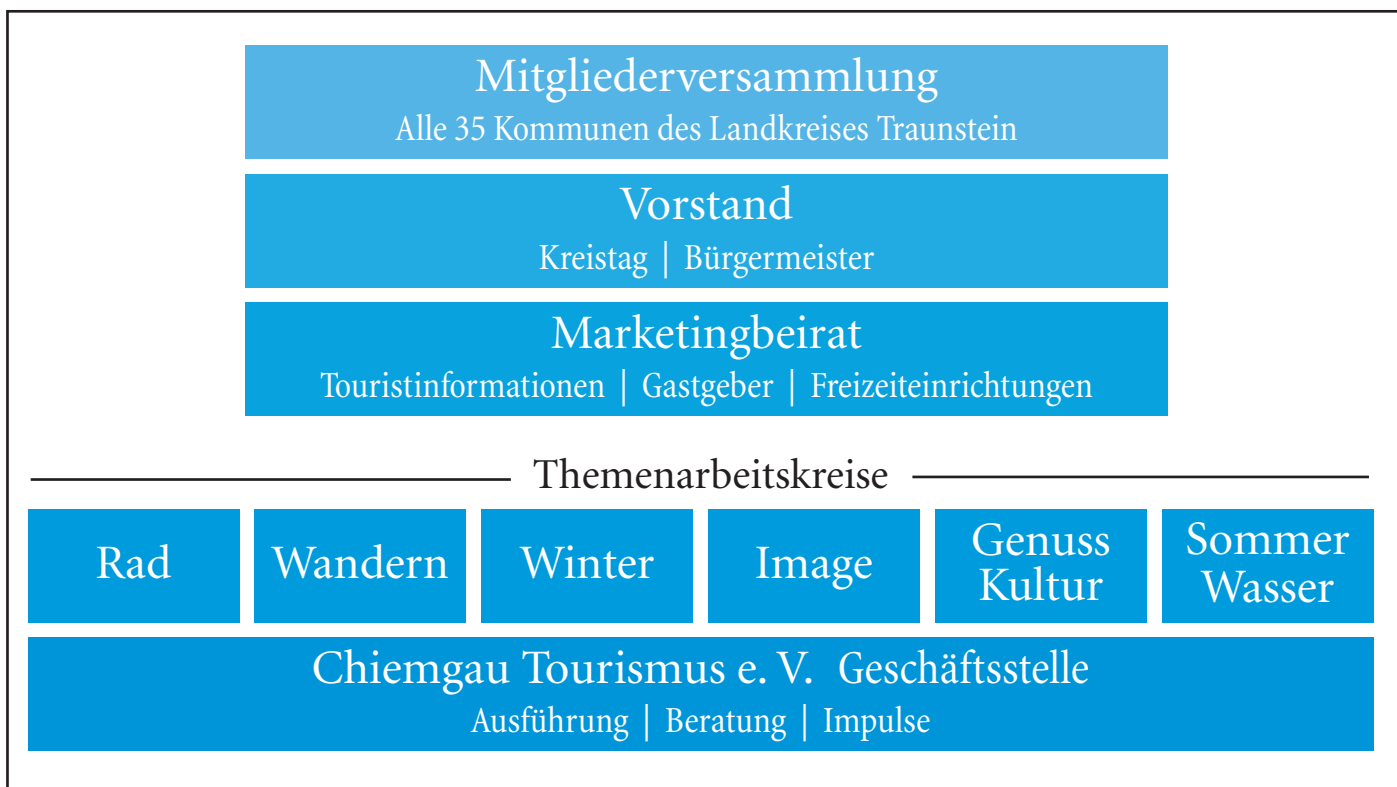 Mitgliederversammlung
Alle 35 Kommunen des Landkreises Traunstein
Vorstand
Kreistag | Bürgermeister
Marketingbeirat
Touristinformationen | Gastgeber | Freizeiteinrichtungen
Themenarbeitskreise
Rad
Wandern
Winter
Image
Genuss
Kultur
Sommer
Wasser
Chiemgau Tourismus e. V. Geschäftsstelle
Ausführung | Beratung | Impulse